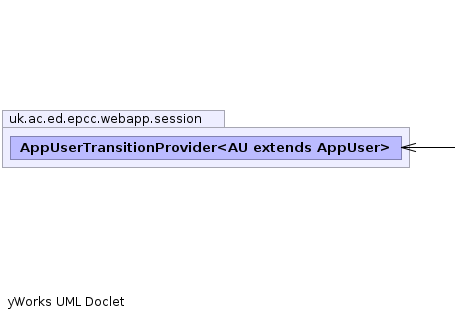 uk.ac.ed.epcc.webapp.session
AppUserTransitionProvider<AU extends AppUser>
yWorks UML Doclet